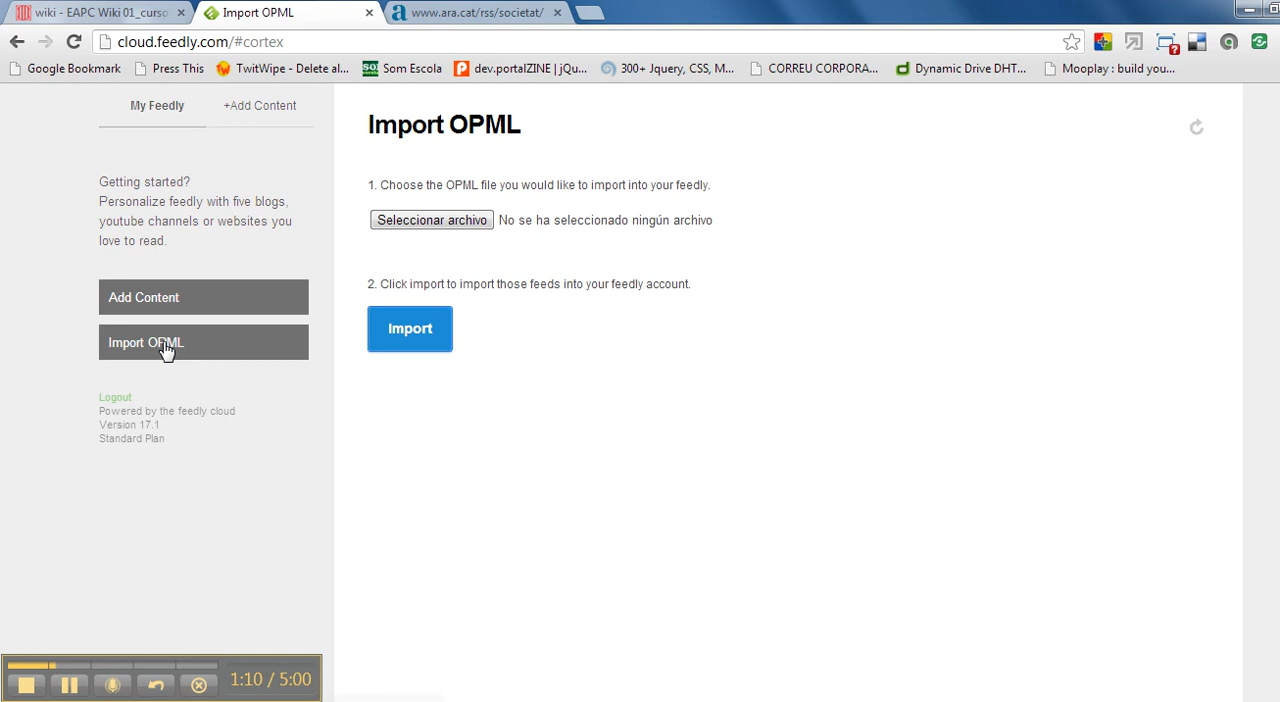 wiki - EAPC Wiki 01_curso
Import OPML
www.ara.cat/rss/societat/
cloud.feedly.com/#cortex
Google Bookmark
Press This
TwitWipe - Delete al...
Som Escola
dev.portalZINE | jQu...
300+ Jquery, CSS, M...
CORREU CORPORA...
Dynamic Drive DHT...
Mooplay : build you...
My Feedly
+Add Content
Import OPML
Getting started?
Personalize feedly with five blogs,
youtube channels or websites you
love to read.
1. Choose the OPML file you would like to import into your feedly.
Seleccionar archivo No se ha seleccionado ningún archivo
2. Click import to import those feeds into your feedly account.
Add Content
Import
Import OPML
Logout
Powered by the feedly cloud
Version 17.1
Standard Plan
1:10 / 5:00